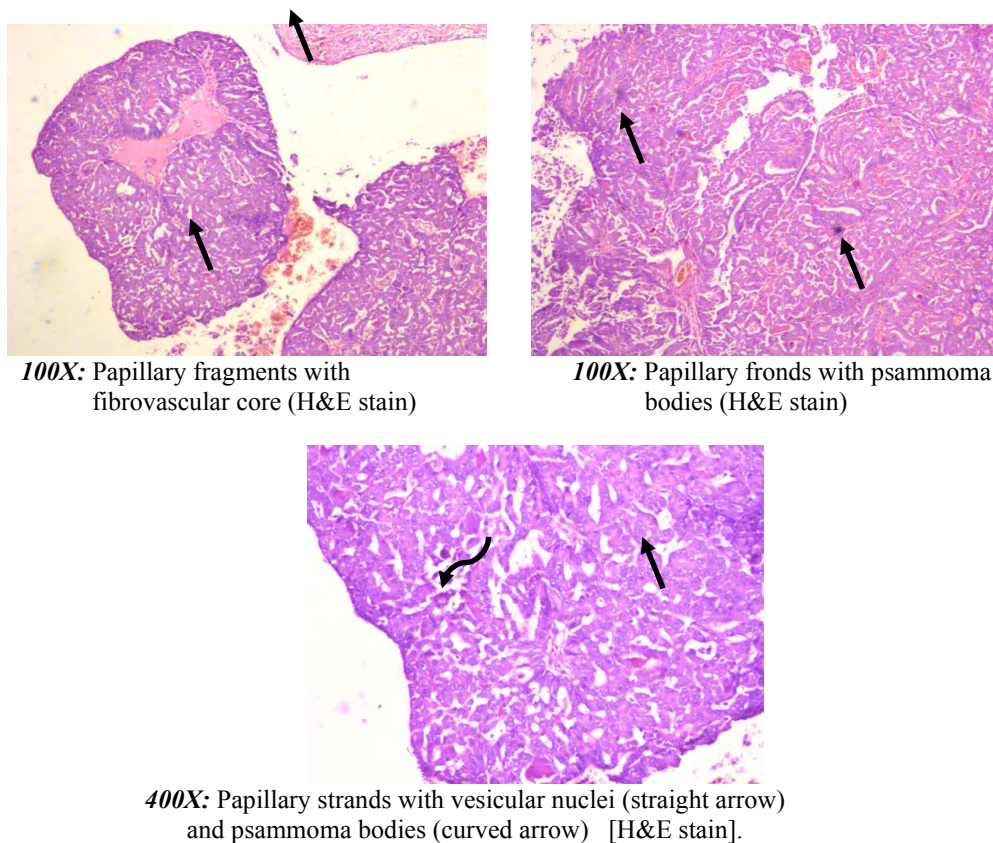 100X: Papillary fragments with
fibrovascular core (H&E stain)
100X: Papillary fronds with psammoma
bodies (H&E stain)
400X: Papillary strands with vesicular nuclei (straight arrow)
and psammoma bodies (curved arrow) [H&E stain].